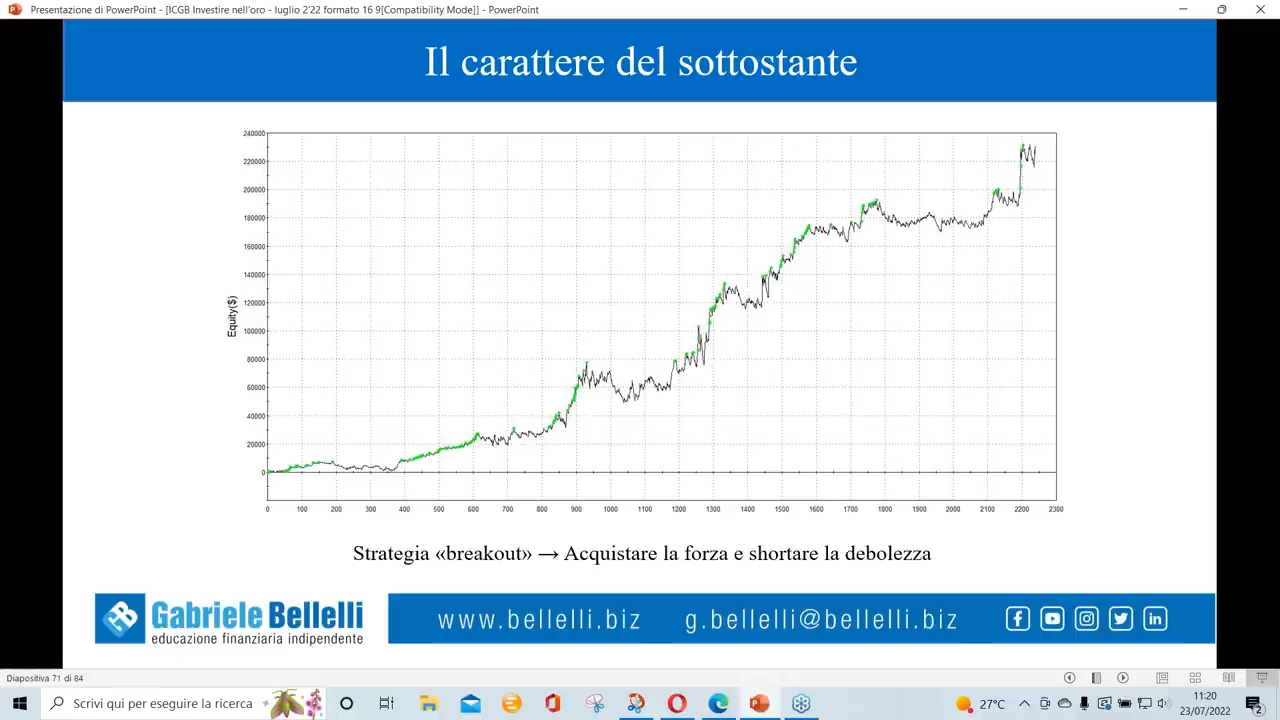 Presentazione di PowerPoint - [ICGB Investire nell'oro - luglio 2'22 formato 16 9[Compatibility Mode]] - PowerPoint
Il carattere del sottostante
240000
220000
200000
180000
160000
140000
120000
100000
80000
60000
40000
20000
0
Equity($)
0 100 200 300 400 500 600 700 800 900 1000 1100 1200 1300 1400 1500 1600 1700 1800 1900 2000 2100 2200 2300
Strategia «breakout» → Acquistare la forza e shortare la debolezza
Gabriele Bellelli
educazione finanziaria indipendente
www.bellelli.biz g.bellelli@bellelli.biz
Diapositiva 71 di 84
Scrivi qui per eseguire la ricerca
27°C
11:20
23/07/2022
2